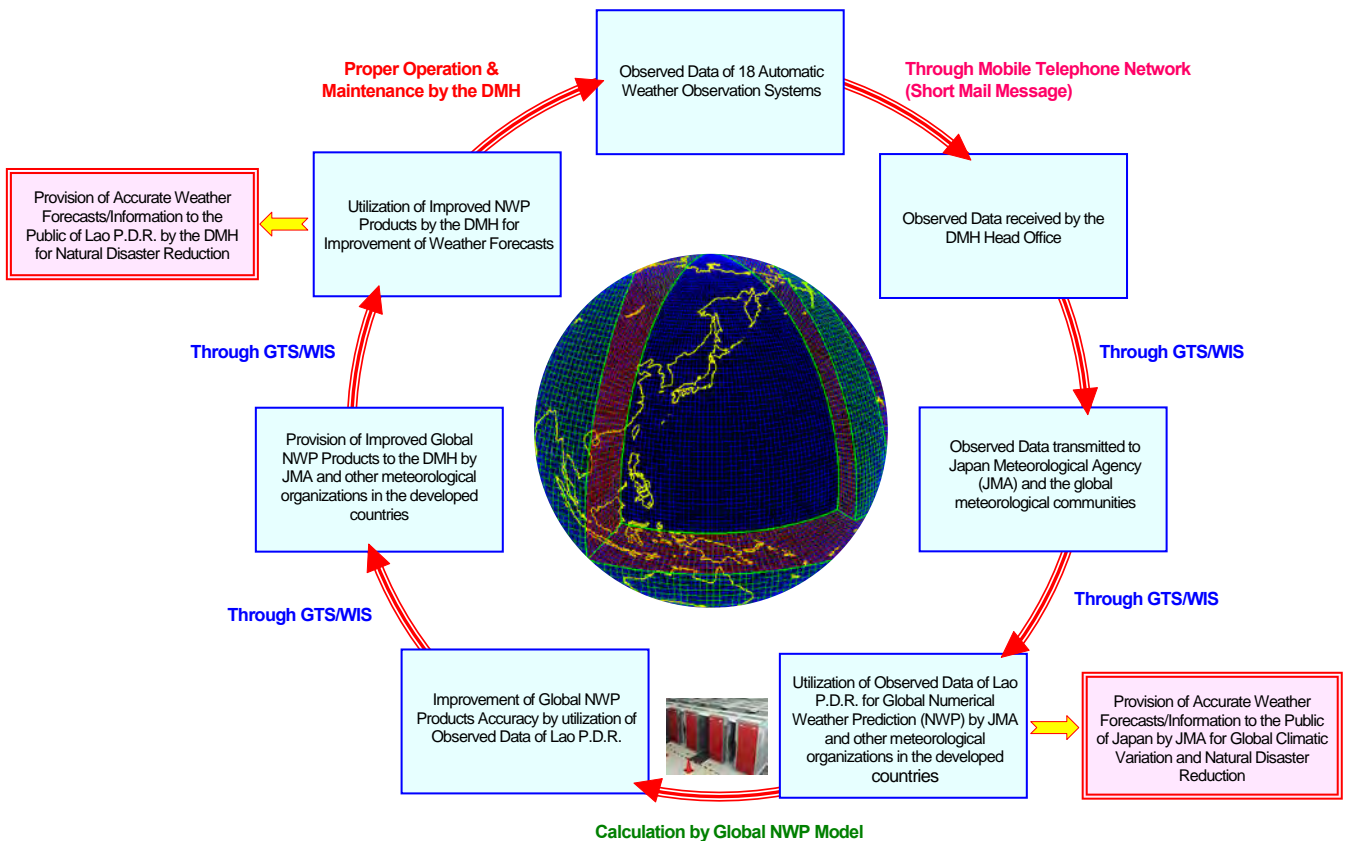 Proper Operation &
Maintenance by the DMH
Observed Data of 18 Automatic
Weather Observation Systems
Through Mobile Telephone Network
(Short Mail Message)
Observed Data received by the
DMH Head Office
Through GTS/WIS
Observed Data transmitted to
Japan Meteorological Agency
(JMA) and the global
meteorological communities
Through GTS/WIS
Utilization of Observed Data of Lao
P.D.R. for Global Numerical
Weather Prediction (NWP) by JMA
and other meteorological
organizations in the developed
countries
Provision of Accurate Weather
Forecasts/Information to the Public
of Japan by JMA for Global Climatic
Variation and Natural Disaster
Reduction
Calculation by Global NWP Model
Improvement of Global NWP
Products Accuracy by utilization of
Observed Data of Lao P.D.R.
Through GTS/WIS
Provision of Improved Global
NWP Products to the DMH by
JMA and other meteorological
organizations in the developed
countries
Through GTS/WIS
Utilization of Improved NWP
Products by the DMH for
Improvement of Weather Forecasts
Provision of Accurate Weather
Forecasts/Information to the
Public of Lao P.D.R. by the DMH
for Natural Disaster Reduction